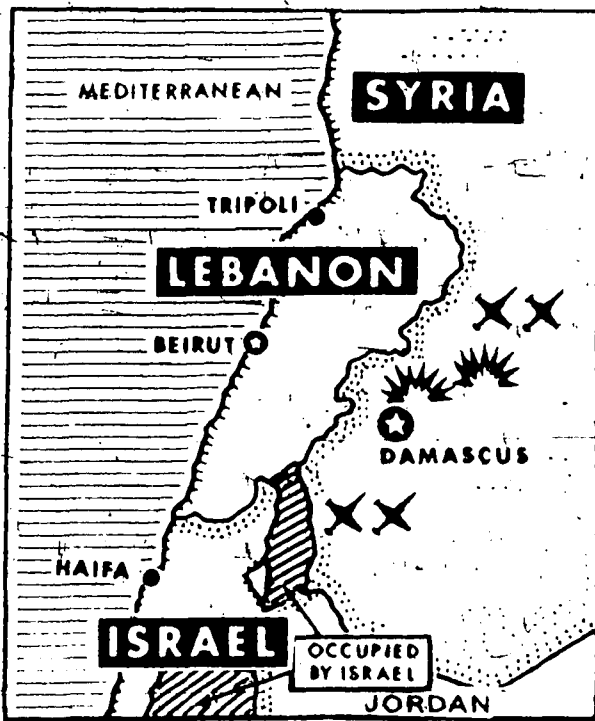 MEDITERRANEAN
SYRIA
TRIPOLI
LEBANON
BEIRUT
DAMASCUS
HAIFA
ISRAEL
OCCUPIED
BY ISRAEL
JORDAN